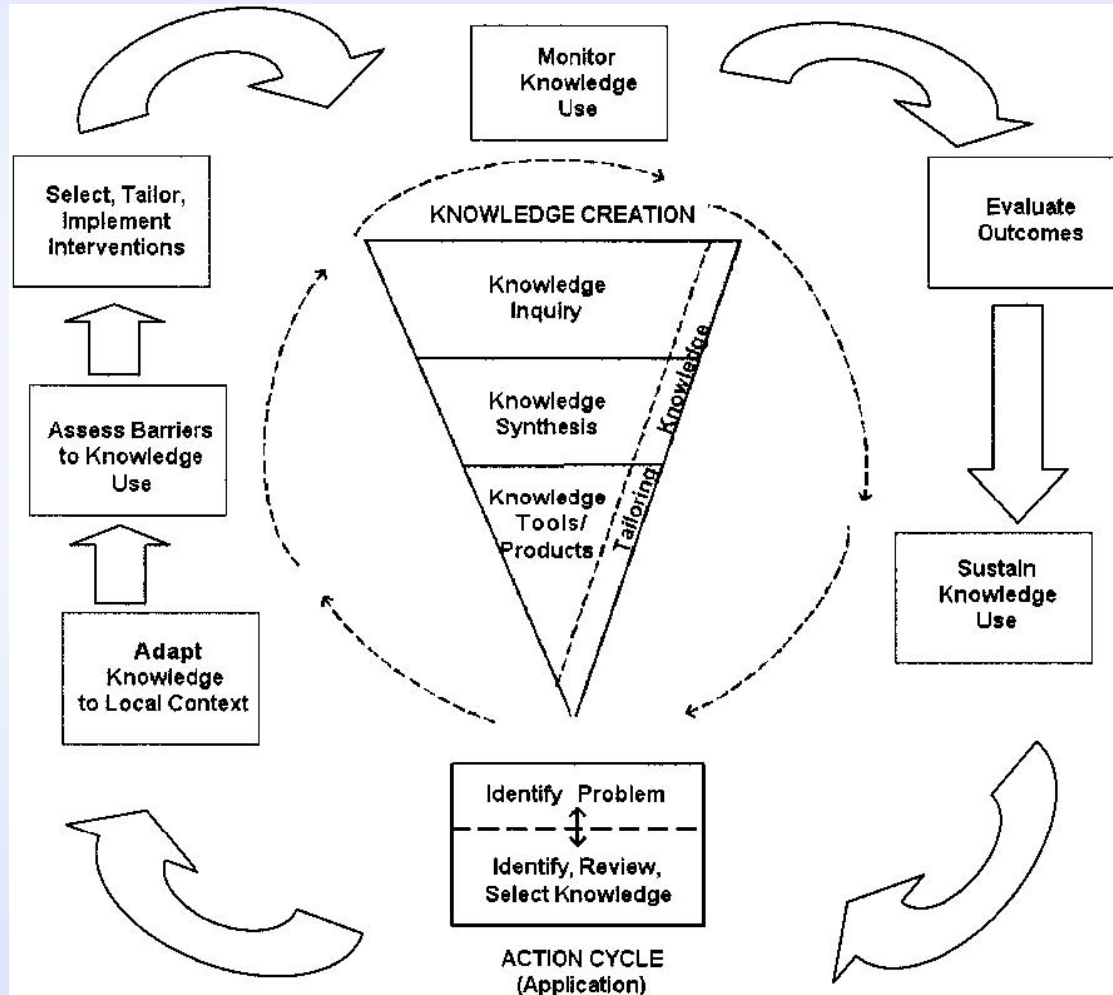 Monitor
Knowledge
Use
Select, Tailor,
Implement
Interventions
Evaluate
Outcomes
KNOWLEDGE CREATION
Knowledge
Inquiry
Knowledge
Synthesis
Knowledge
Tools/
Products
Tailoring Knowledge
Assess Barriers
to Knowledge
Use
Sustain
Knowledge
Use
Adapt
Knowledge
to Local Context
Identify Problem
Identify, Review,
Select Knowledge
ACTION CYCLE
(Application)